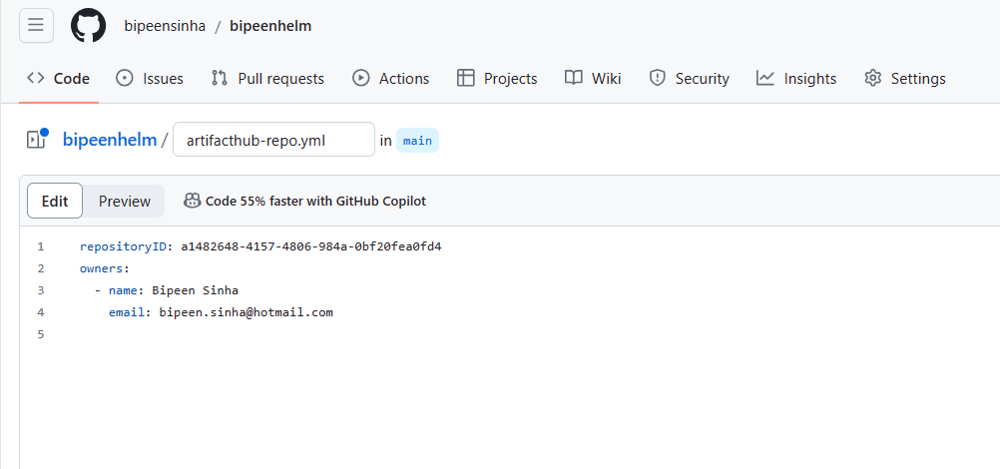 bipeensinha / bipeenhelm
Code Issues Pull requests Actions Projects Wiki Security Insights Settings
bipeenhelm / artifacthub-repo.yml in main
Edit Preview Code 55% faster with GitHub Copilot
1 repositoryID: a1482648-4157-4806-984a-0bf20fea0fd4
2 owners:
3 - name: Bipeen Sinha
4 email: bipeen.sinha@hotmail.com
5